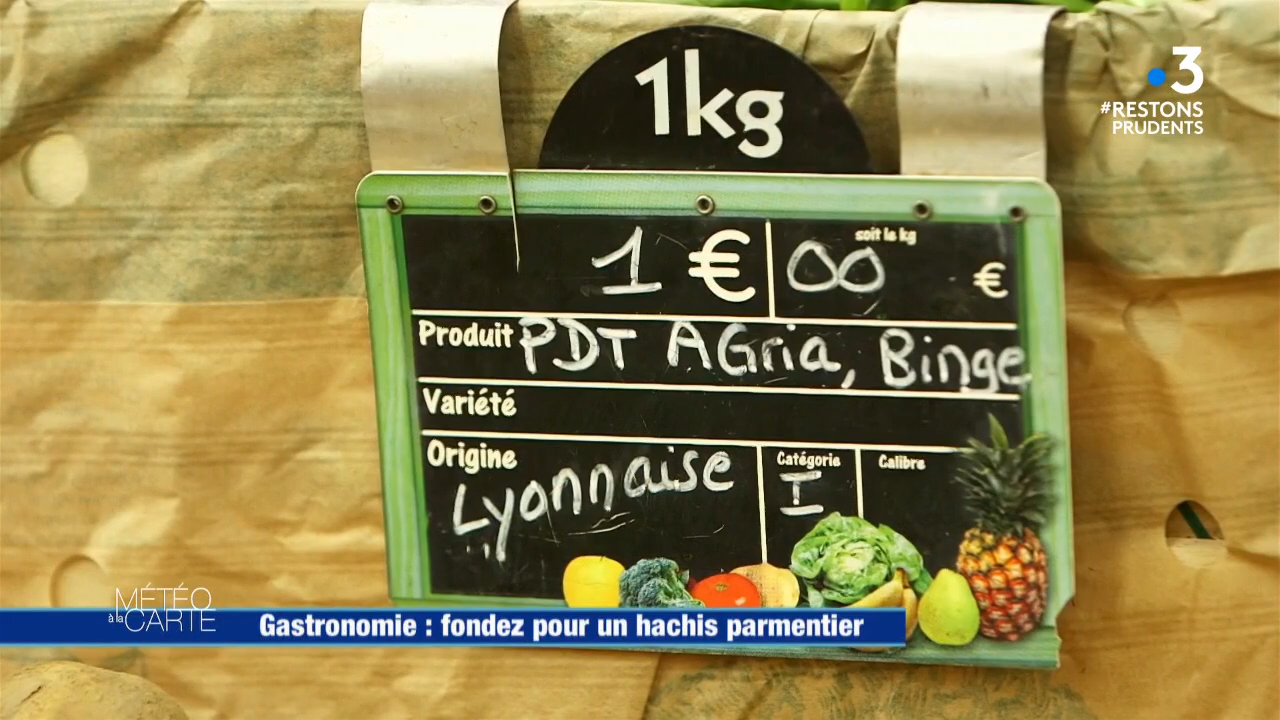 1kg
3
#RESTONS
PRUDENTS
1 € 00 soit le kg €
Produit PDT AGria, Binge
Variété
Origine Lyonnaise
Catégorie I
Calibre
MÉTÉO
à la CARTE
Gastronomie : fondez pour un hachis parmentier